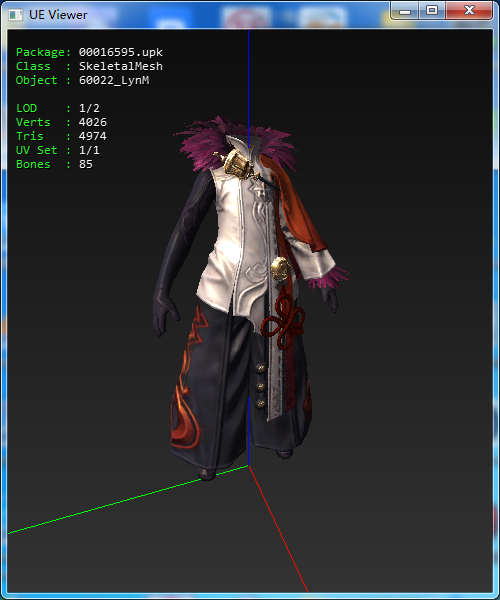 UE Viewer
Package: 00016595.upk
Class : SkeletalMesh
Object : 60022_LynM
LOD : 1/2
Verts : 4026
Tris : 4974
UV Set : 1/1
Bones : 85